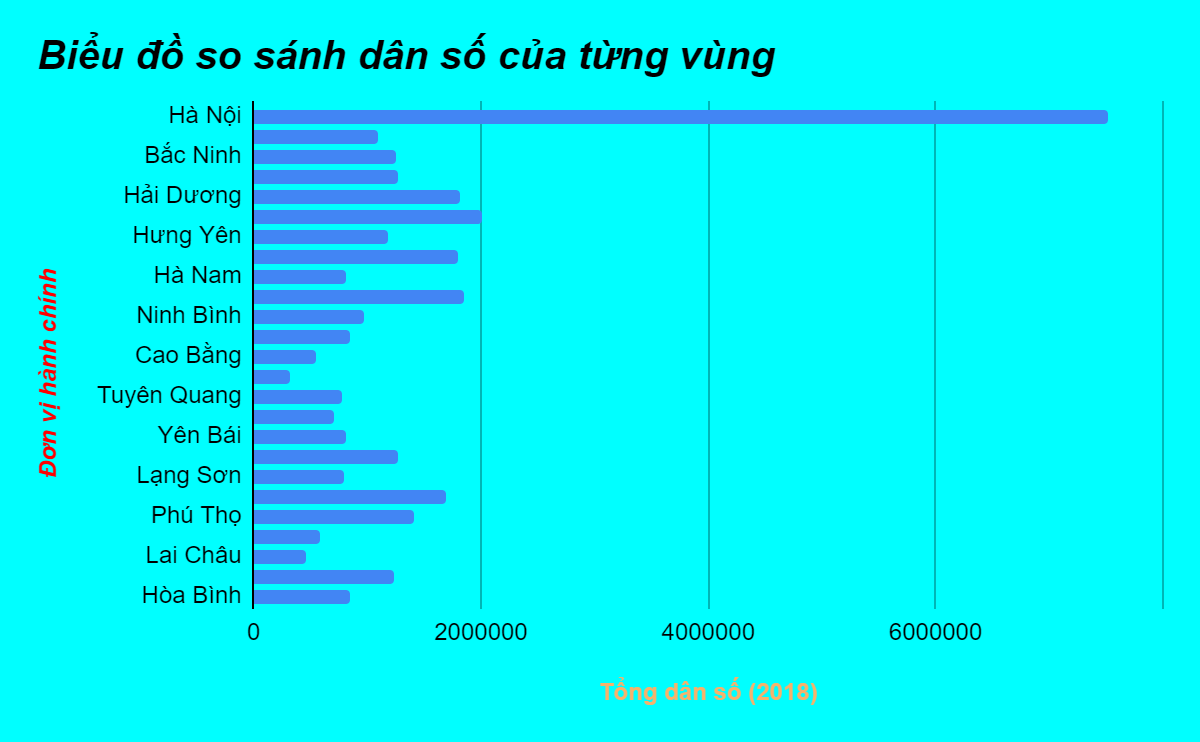 Biểu đồ so sánh dân số của từng vùng
Đơn vị hành chính
Hà Nội
Bắc Ninh
Hải Dương
Hưng Yên
Hà Nam
Ninh Bình
Cao Bằng
Tuyên Quang
Yên Bái
Lạng Sơn
Phú Thọ
Lai Châu
Hòa Bình
0 2000000 4000000 6000000
Tổng dân số (2018)